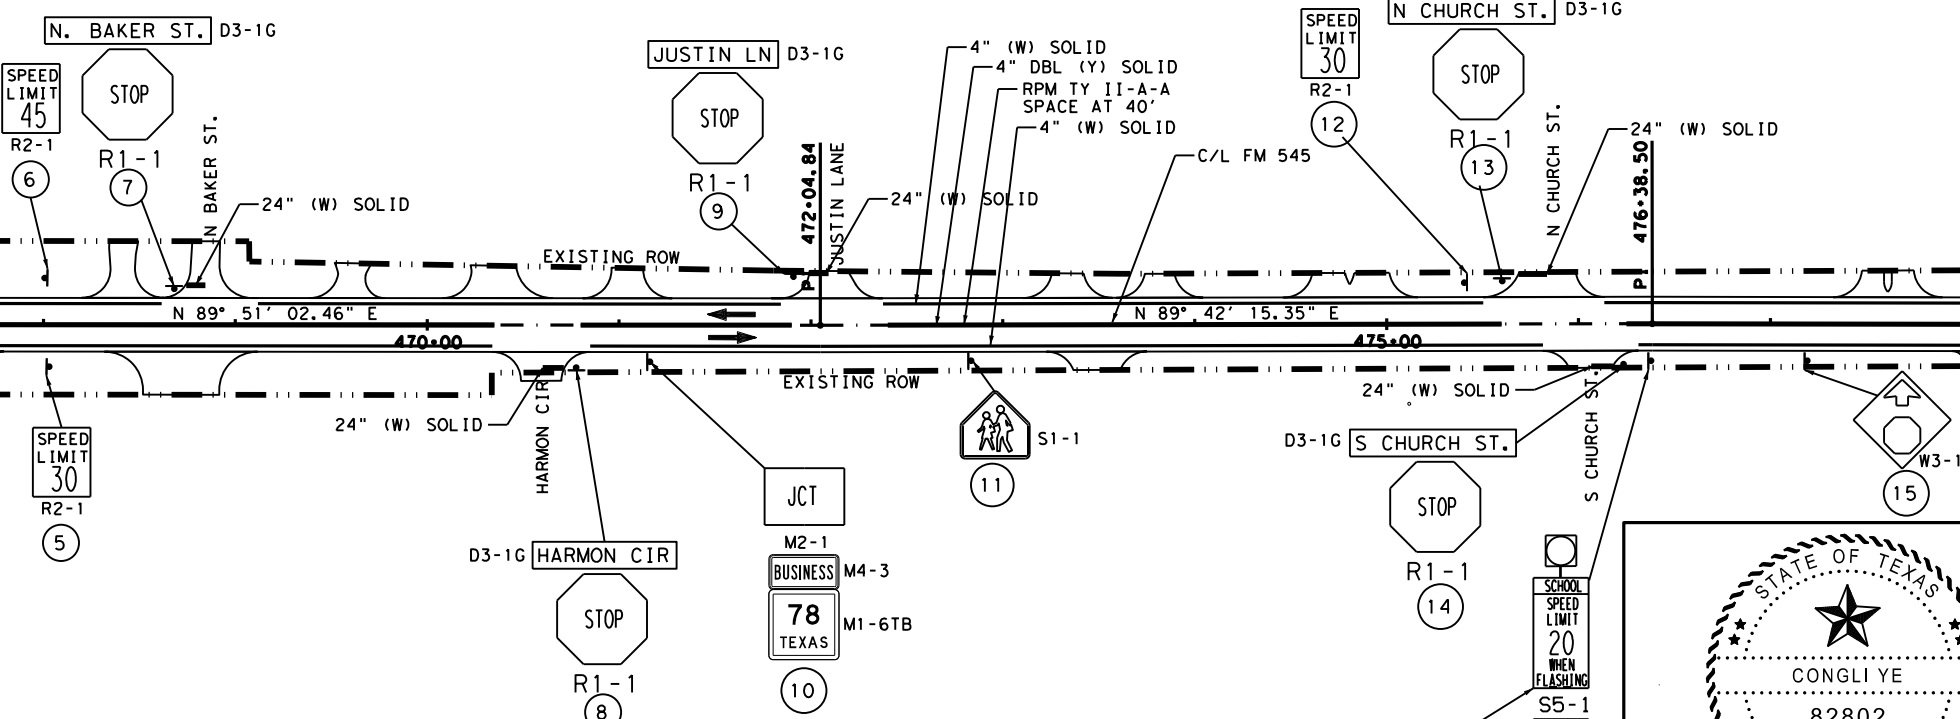 N. BAKER ST. D3-1G
STOP
R1-1
7
SPEED
LIMIT
45
R2-1
6
N BAKER ST.
24" (W) SOLID
JUSTIN LN D3-1G
STOP
R1-1
9
472+04.84
JUSTIN LANE
24" (W) SOLID
4" (W) SOLID
4" DBL (Y) SOLID
RPM TY II-A-A
SPACE AT 40'
4" (W) SOLID
C/L FM 545
SPEED
LIMIT
30
R2-1
12
N CHURCH ST. D3-1G
STOP
R1-1
13
N CHURCH ST.
24" (W) SOLID
476+38.50
EXISTING ROW
P
P
N 89° 51' 02.46" E
N 89° 42' 15.35" E
470+00
475+00
EXISTING ROW
SPEED
LIMIT
30
R2-1
5
24" (W) SOLID
HARMON CIR
D3-1G HARMON CIR
STOP
R1-1
8
JCT
M2-1
BUSINESS M4-3
78
TEXAS
M1-6TB
10
S1-1
11
24" (W) SOLID
D3-1G S CHURCH ST.
STOP
R1-1
14
S CHURCH ST.
SCHOOL
SPEED
LIMIT
20
WHEN
FLASHING
S5-1
W3-1
15
STATE OF TEXAS
CONGLI YE
82802